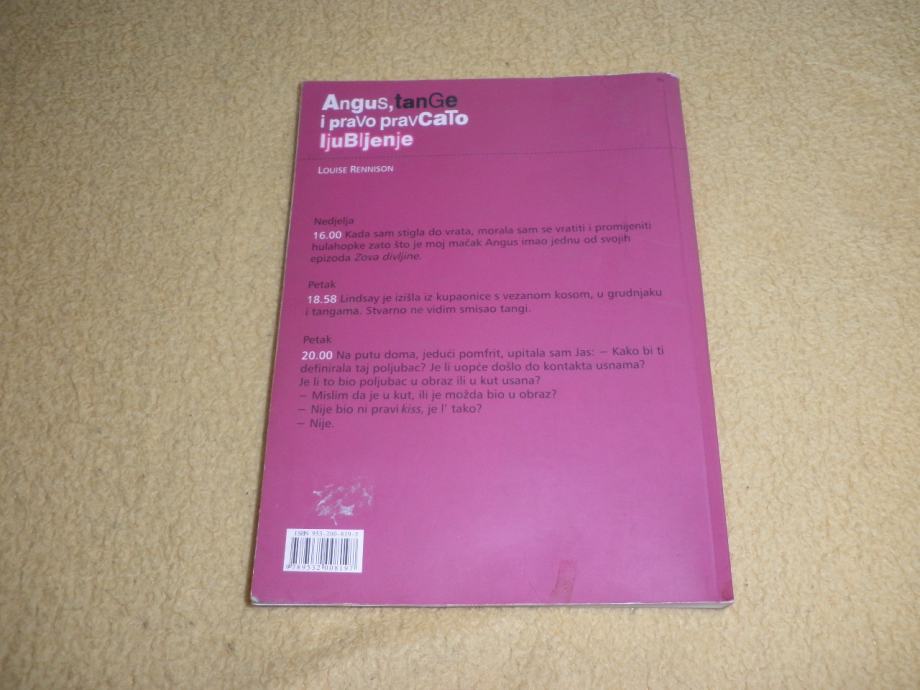 Angus, tanGe
i praVo pravCaTo
ljuBljenje
LOUISE RENNISON
Nedjelja
16.00 Kada sam stigla do vrata, morala sam se vratiti i promijeniti
hulahopke zato što je moj mačak Angus imao jednu od svojih
epizoda Zova divljine.
Petak
18.58 Lindsay je izišla iz kupaonice s vezanom kosom, u grudnjaku
i tangama. Stvarno ne vidim smisao tangi.
Petak
20.00 Na putu doma, jedući pomfrit, upitala sam Jas: – Kako bi ti
definirala taj poljubac? Je li uopće došlo do kontakta usnama?
Je li to bio poljubac u obraz ili u kut usana?
– Mislim da je u kut, ili je možda bio u obraz?
– Nije bio ni pravi kiss, je l' tako?
– Nije.
ISBN